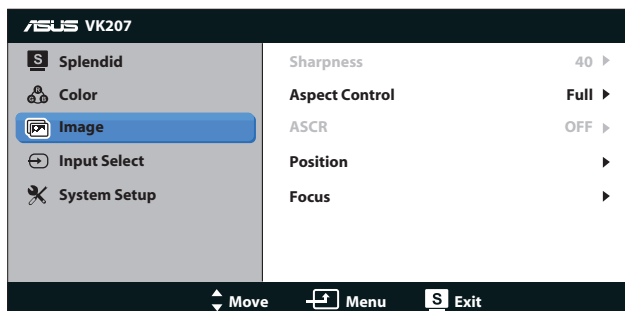 ASUS VK207
S Splendid
Color
Image
Input Select
System Setup
Sharpness 40
Aspect Control Full
ASCR OFF
Position
Focus
Move Menu S Exit